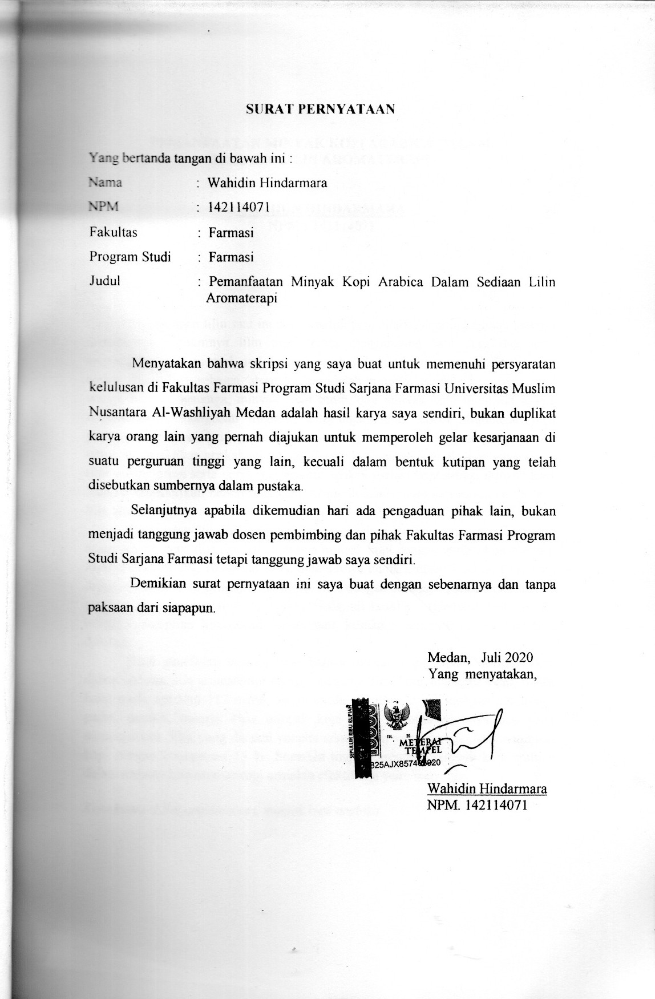 SURAT PERNYATAAN
Yang bertanda tangan di bawah ini :
Nama : Wahidin Hindarmara
NPM : 142114071
Fakultas : Farmasi
Program Studi : Farmasi
Judul : Pemanfaatan Minyak Kopi Arabica Dalam Sediaan Lilin
Aromaterapi
Menyatakan bahwa skripsi yang saya buat untuk memenuhi persyaratan
kelulusan di Fakultas Farmasi Program Studi Sarjana Farmasi Universitas Muslim
Nusantara Al-Washliyah Medan adalah hasil karya saya sendiri, bukan duplikat
karya orang lain yang pernah diajukan untuk memperoleh gelar kesarjanaan di
suatu perguruan tinggi yang lain, kecuali dalam bentuk kutipan yang telah
disebutkan sumbernya dalam pustaka.
Selanjutnya apabila dikemudian hari ada pengaduan pihak lain, bukan
menjadi tanggung jawab dosen pembimbing dan pihak Fakultas Farmasi Program
Studi Sarjana Farmasi tetapi tanggung jawab saya sendiri.
Demikian surat pernyataan ini saya buat dengan sebenarnya dan tanpa
paksaan dari siapapun.
Medan, Juli 2020
Yang menyatakan,
SEPULUH RIBU RUPIAH
TGL. 20
METERAI
TEMPEL
Wahidin Hindarmara
NPM. 142114071